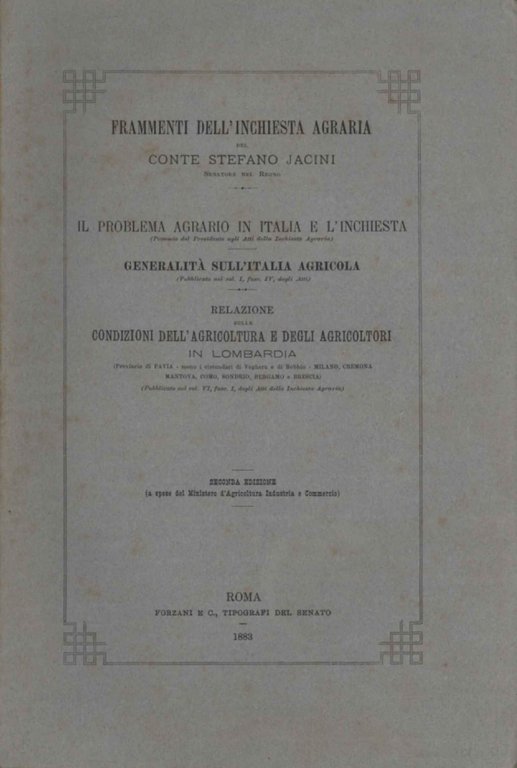 FRAMMENTI DELL'INCHIESTA AGRARIA
DEL
CONTE STEFANO JACINI
SENATORE DEL REGNO
IL PROBLEMA AGRARIO IN ITALIA E L'INCHIESTA
(Proemio del Presidente agli Atti della Inchiesta Agraria)
GENERALITÀ SULL'ITALIA AGRICOLA
(Pubblicate nel vol. I, fasc. IV, degli Atti)
RELAZIONE
SULLE
CONDIZIONI DELL'AGRICOLTURA E DEGLI AGRICOLTORI
IN LOMBARDIA
(Provincie di PAVIA - meno i circondari di Voghera e di Bobbio - MILANO, CREMONA
MANTOVA, COMO, SONDRIO, BERGAMO e BRESCIA)
(Pubblicata nel vol. VI, fasc. I, degli Atti della Inchiesta Agraria)
SECONDA EDIZIONE
(a spese del Ministero d'Agricoltura Industria e Commercio)
ROMA
FORZANI E C., TIPOGRAFI DEL SENATO
1883